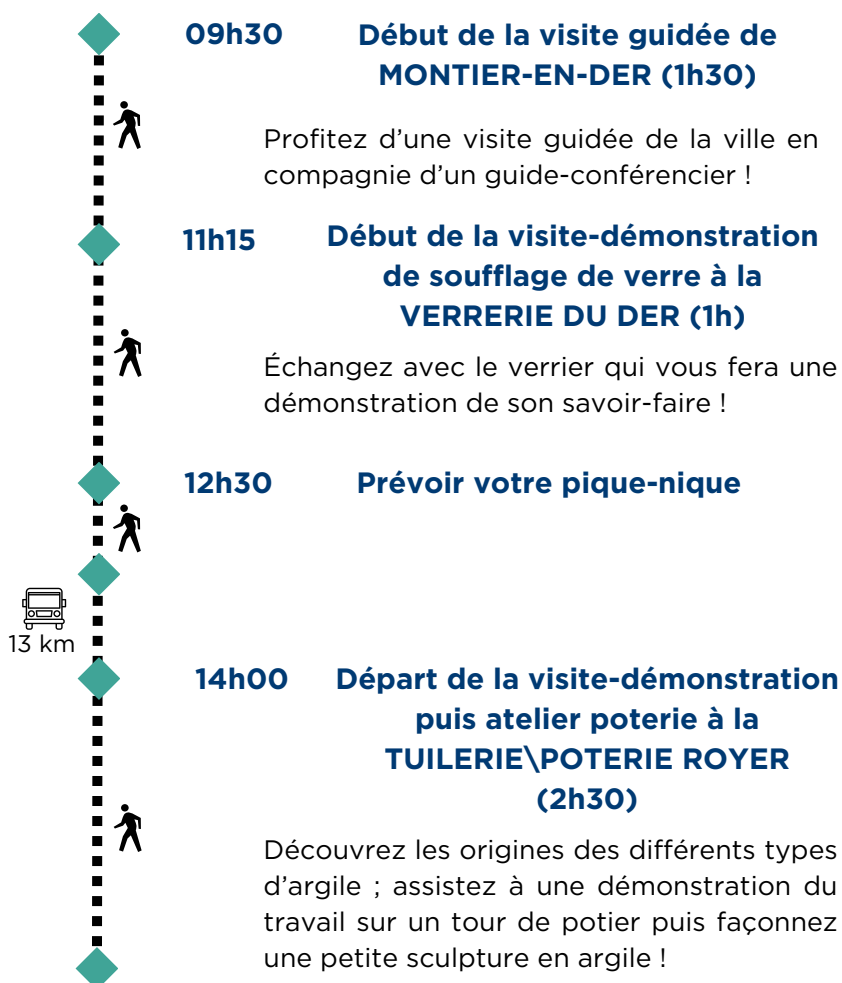 09h30 Début de la visite guidée de
MONTIER-EN-DER (1h30)
Profitez d'une visite guidée de la ville en
compagnie d'un guide-conférencier !
11h15 Début de la visite-démonstration
de soufflage de verre à la
VERRERIE DU DER (1h)
Échangez avec le verrier qui vous fera une
démonstration de son savoir-faire !
12h30 Prévoir votre pique-nique
13 km
14h00 Départ de la visite-démonstration
puis atelier poterie à la
TUILERIE\POTERIE ROYER
(2h30)
Découvrez les origines des différents types
d'argile ; assistez à une démonstration du
travail sur un tour de potier puis façonnez
une petite sculpture en argile !